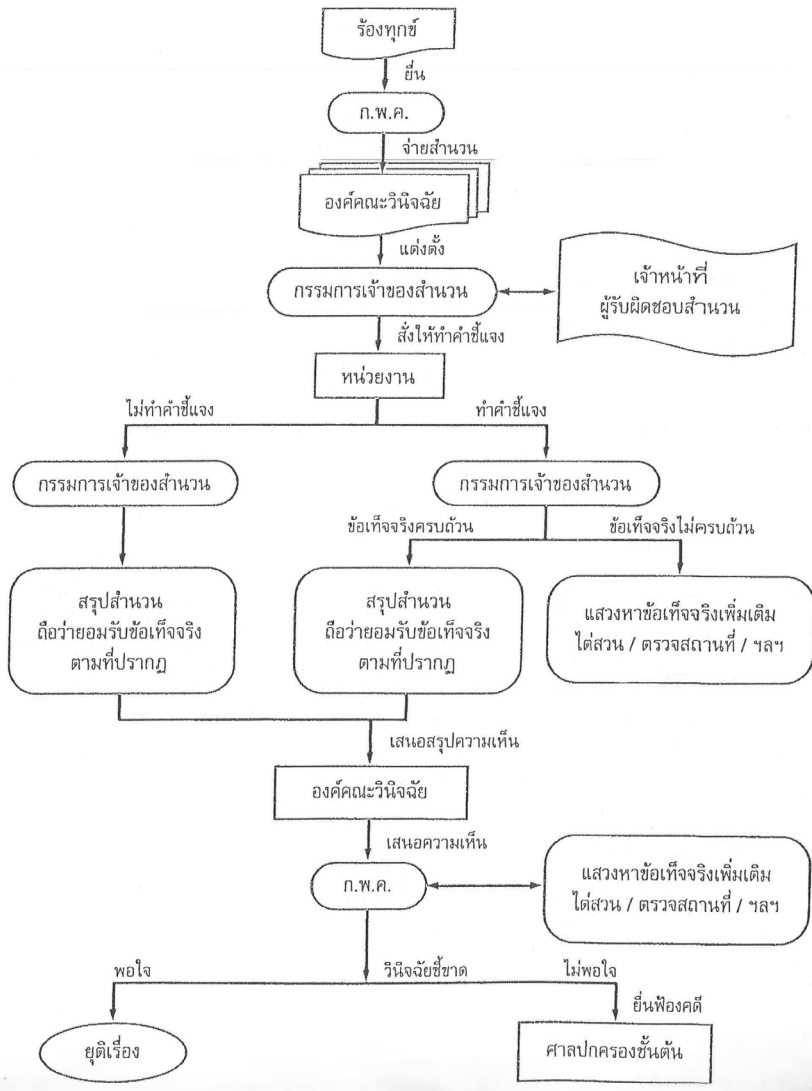 ร้องทุกข์
ยื่น
ก.พ.ค.
จ่ายสำนวน
องค์คณะวินิจฉัย
แต่งตั้ง
กรรมการเจ้าของสำนวน
เจ้าหน้าที่
ผู้รับผิดชอบสำนวน
สั่งให้ทำคำชี้แจง
หน่วยงาน
ไม่ทำคำชี้แจง
ทำคำชี้แจง
กรรมการเจ้าของสำนวน
กรรมการเจ้าของสำนวน
ข้อเท็จจริงครบถ้วน
ข้อเท็จจริงไม่ครบถ้วน
สรุปสำนวน
ถือว่ายอมรับข้อเท็จจริง
ตามที่ปรากฏ
สรุปสำนวน
ถือว่ายอมรับข้อเท็จจริง
ตามที่ปรากฏ
แสวงหาข้อเท็จจริงเพิ่มเติม
ไต่สวน / ตรวจสถานที่ / ฯลฯ
เสนอสรุปความเห็น
องค์คณะวินิจฉัย
เสนอความเห็น
ก.พ.ค.
แสวงหาข้อเท็จจริงเพิ่มเติม
ไต่สวน / ตรวจสถานที่ / ฯลฯ
พอใจ
วินิจฉัยชี้ขาด
ไม่พอใจ
ยื่นฟ้องคดี
ยุติเรื่อง
ศาลปกครองชั้นต้น